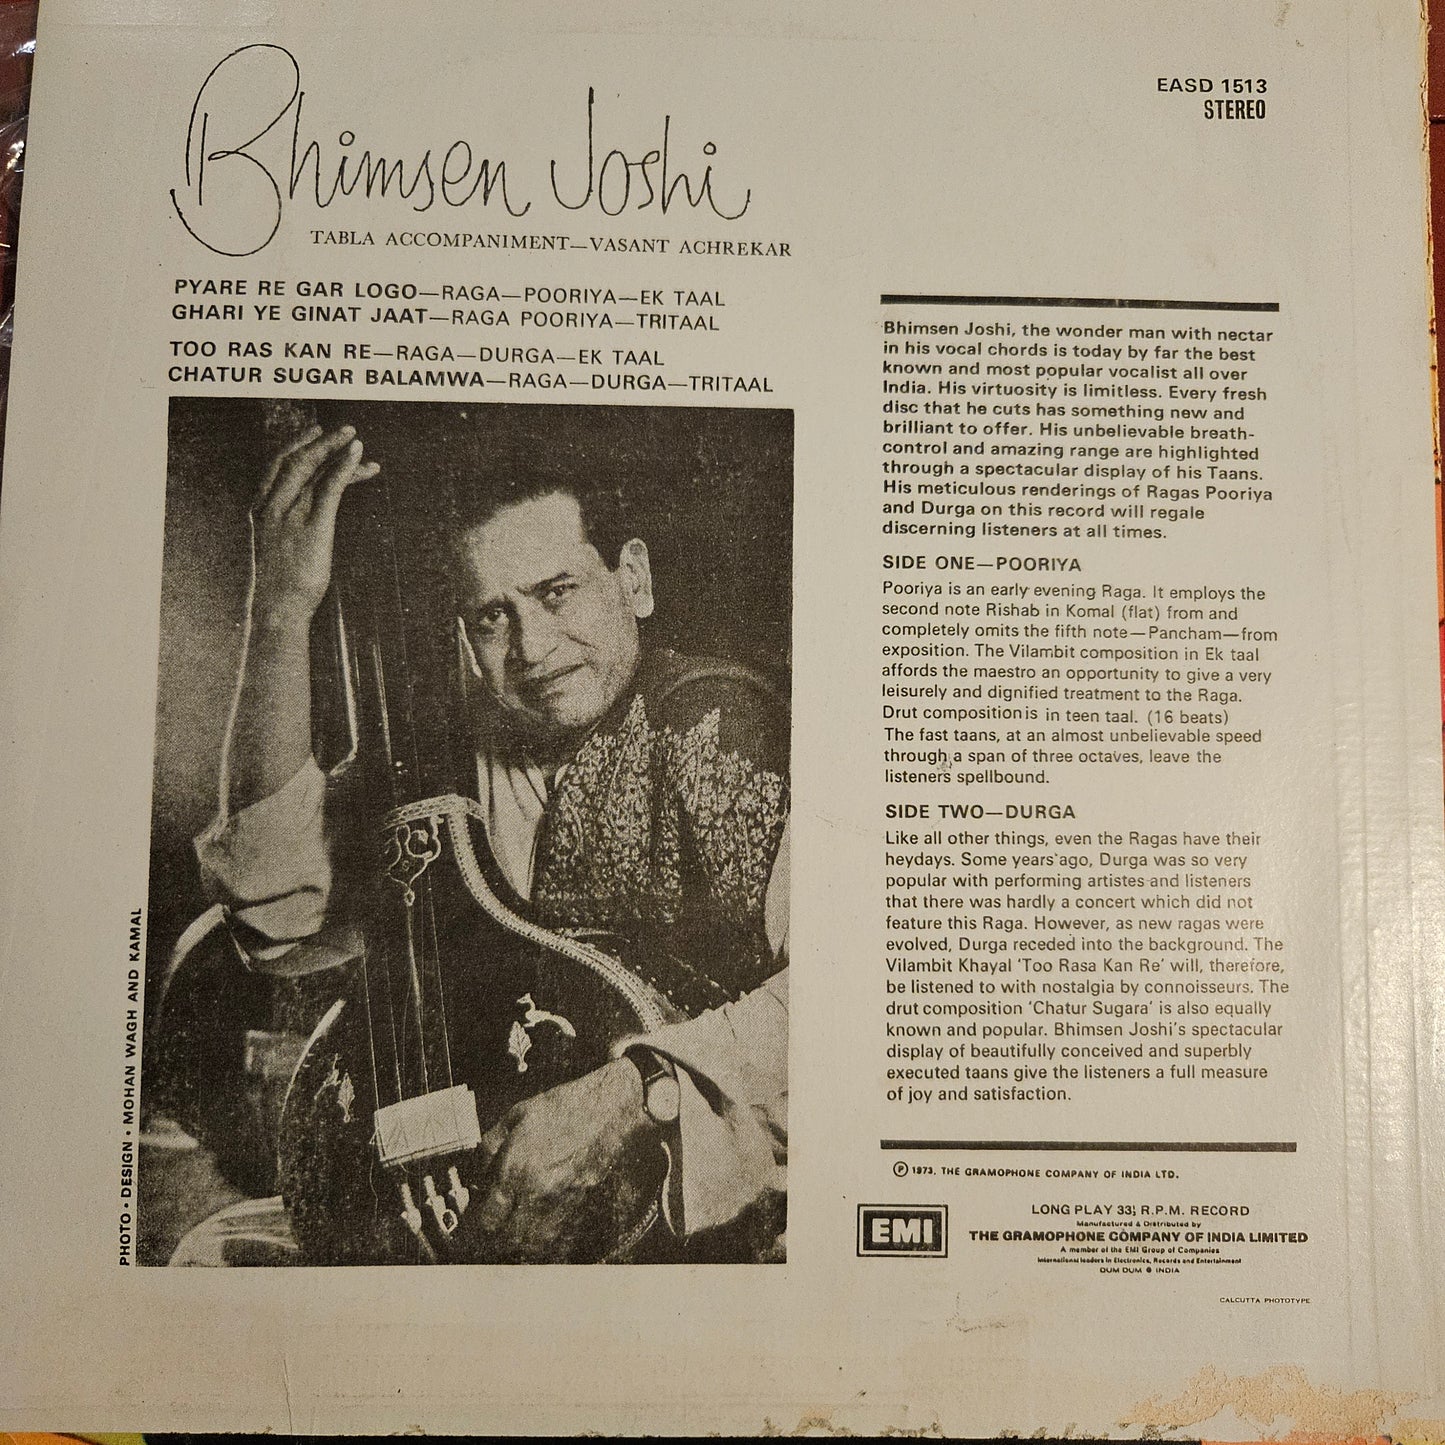 Bhimsen Joshi
TABLA ACCOMPANIMENT—VASANT ACHREKAR
EASD 1513
STEREO
PYARE RE GAR LOGO—RAGA—POORIYA—EK TAAL
GHARI YE GINAT JAAT—RAGA POORIYA—TRITAAL
TOO RAS KAN RE—RAGA—DURGA—EK TAAL
CHATUR SUGAR BALAMWA—RAGA—DURGA—TRITAAL
PHOTO • DESIGN • MOHAN WAGH AND KAMAL
Bhimsen Joshi, the wonder man with nectar
in his vocal chords is today by far the best
known and most popular vocalist all over
India. His virtuosity is limitless. Every fresh
disc that he cuts has something new and
brilliant to offer. His unbelievable breath-
control and amazing range are highlighted
through a spectacular display of his Taans.
His meticulous renderings of Ragas Pooriya
and Durga on this record will regale
discerning listeners at all times.
SIDE ONE—POORIYA
Pooriya is an early evening Raga. It employs the
second note Rishab in Komal (flat) from and
completely omits the fifth note—Pancham—from
exposition. The Vilambit composition in Ek taal
affords the maestro an opportunity to give a very
leisurely and dignified treatment to the Raga.
Drut composition is in teen taal. (16 beats)
The fast taans, at an almost unbelievable speed
through a span of three octaves, leave the
listeners spellbound.
SIDE TWO—DURGA
Like all other things, even the Ragas have their
heydays. Some years ago, Durga was so very
popular with performing artistes and listeners
that there was hardly a concert which did not
feature this Raga. However, as new ragas were
evolved, Durga receded into the background. The
Vilambit Khayal 'Too Rasa Kan Re' will, therefore,
be listened to with nostalgia by connoisseurs. The
drut composition 'Chatur Sugara' is also equally
known and popular. Bhimsen Joshi's spectacular
display of beautifully conceived and superbly
executed taans give the listeners a full measure
of joy and satisfaction.
℗ 1973, THE GRAMOPHONE COMPANY OF INDIA LTD.
EMI
LONG PLAY 33⅓ R.P.M. RECORD
Manufactured & Distributed by
THE GRAMOPHONE COMPANY OF INDIA LIMITED
A member of the EMI Group of Companies
International leaders in Electronics, Records and Entertainment
DUM DUM ● INDIA
CALCUTTA PHOTOTYPE